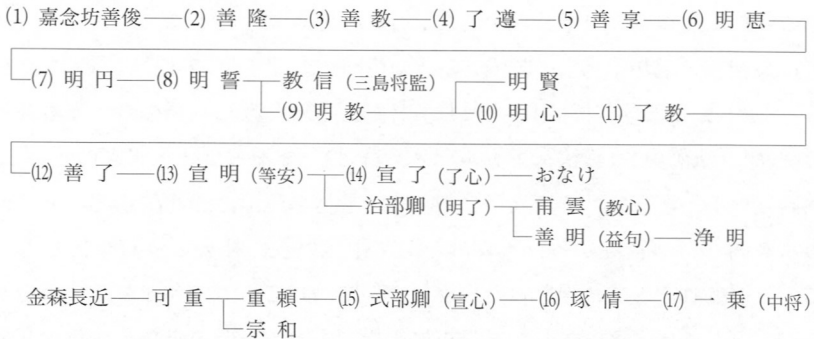 (1) 嘉念坊善俊——(2) 善隆——(3) 善教——(4) 了遵——(5) 善享——(6) 明恵
(7) 明円——(8) 明誓 教信(三島将監) 明賢
(9) 明教——(10) 明心——(11) 了教
(12) 善了——(13) 宣明(等安) (14) 宣了(了心)——おなけ
治部卿(明了) 甫雲(教心)
善明(益句)——浄明
金森長近——可重 重頼——(15) 式部卿(宣心)——(16) 琢情——(17) 一乗(中将)
宗和